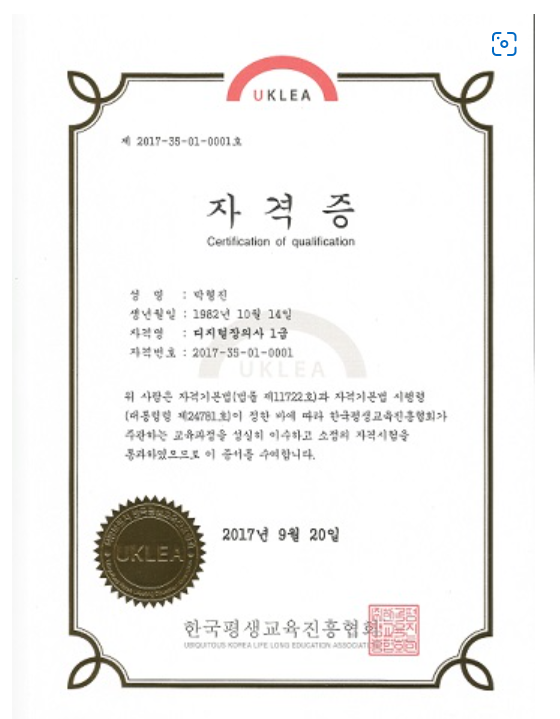 UKLEA
제 2017-35-01-0001호
자 격 증
Certification of qualification
성 명 : 박형진
생년월일 : 1982년 10월 14일
자격명 : 디지털장의사 1급
자격번호 : 2017-35-01-0001
UKLEA
위 사람은 자격기본법(법률 제11722호)과 자격기본법 시행령
(대통령령 제24781호)이 정한 바에 따라 한국평생교육진흥협회가
주관하는 교육과정을 성실히 이수하고 소정의 자격시험을
통과하였으므로 이 증서를 수여합니다.
2017년 9월 20일
UKLEA
한국평생교육진흥협회
UBIQUITOUS KOREA LIFE LONG EDUCATION ASSOCIATION